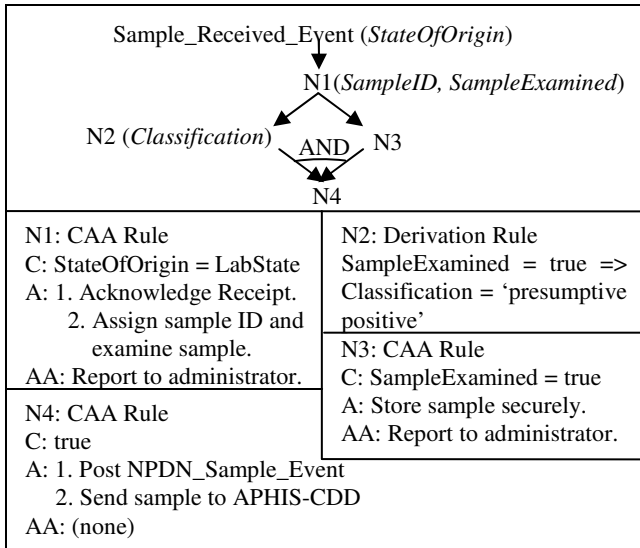 Sample_Received_Event (StateOfOrigin)
N1(SampleID, SampleExamined)
N2 (Classification)
AND
N3
N4
N1: CAA Rule
C: StateOfOrigin = LabState
A: 1. Acknowledge Receipt.
2. Assign sample ID and
examine sample.
AA: Report to administrator.
N2: Derivation Rule
SampleExamined = true =>
Classification = ‘presumptive
positive’
N3: CAA Rule
C: SampleExamined = true
A: Store sample securely.
AA: Report to administrator.
N4: CAA Rule
C: true
A: 1. Post NPDN_Sample_Event
2. Send sample to APHIS-CDD
AA: (none)